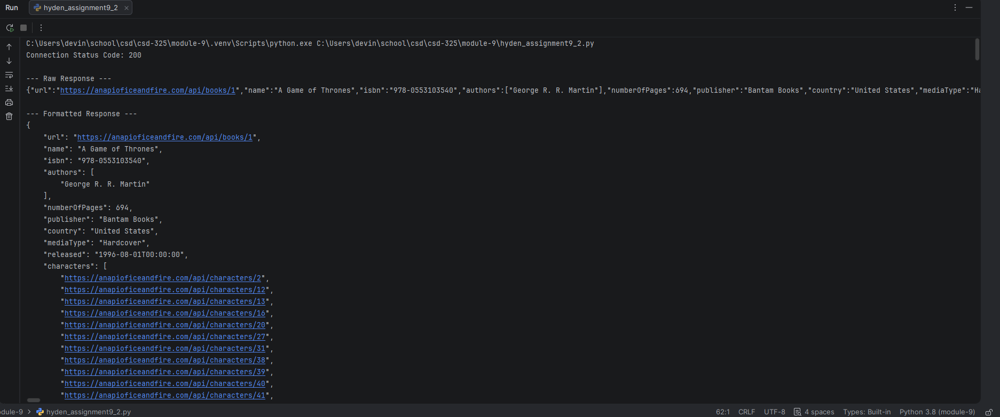 Run hyden_assignment9_2
C:\Users\devin\school\csd\csd-325\module-9\.venv\Scripts\python.exe C:\Users\devin\school\csd\csd-325\module-9\hyden_assignment9_2.py
Connection Status Code: 200
--- Raw Response ---
{"url":"https://anapioficeandfire.com/api/books/1","name":"A Game of Thrones","isbn":"978-0553103540","authors":["George R. R. Martin"],"numberOfPages":694,"publisher":"Bantam Books","country":"United States","mediaType":"Ha
--- Formatted Response ---
{
"url": "https://anapioficeandfire.com/api/books/1",
"name": "A Game of Thrones",
"isbn": "978-0553103540",
"authors": [
"George R. R. Martin"
],
"numberOfPages": 694,
"publisher": "Bantam Books",
"country": "United States",
"mediaType": "Hardcover",
"released": "1996-08-01T00:00:00",
"characters": [
"https://anapioficeandfire.com/api/characters/2",
"https://anapioficeandfire.com/api/characters/12",
"https://anapioficeandfire.com/api/characters/13",
"https://anapioficeandfire.com/api/characters/16",
"https://anapioficeandfire.com/api/characters/20",
"https://anapioficeandfire.com/api/characters/27",
"https://anapioficeandfire.com/api/characters/31",
"https://anapioficeandfire.com/api/characters/38",
"https://anapioficeandfire.com/api/characters/39",
"https://anapioficeandfire.com/api/characters/40",
"https://anapioficeandfire.com/api/characters/41",
dule-9 > hyden_assignment9_2.py 62:1 CRLF UTF-8 4 spaces Types: Built-in Python 3.8 (module-9)